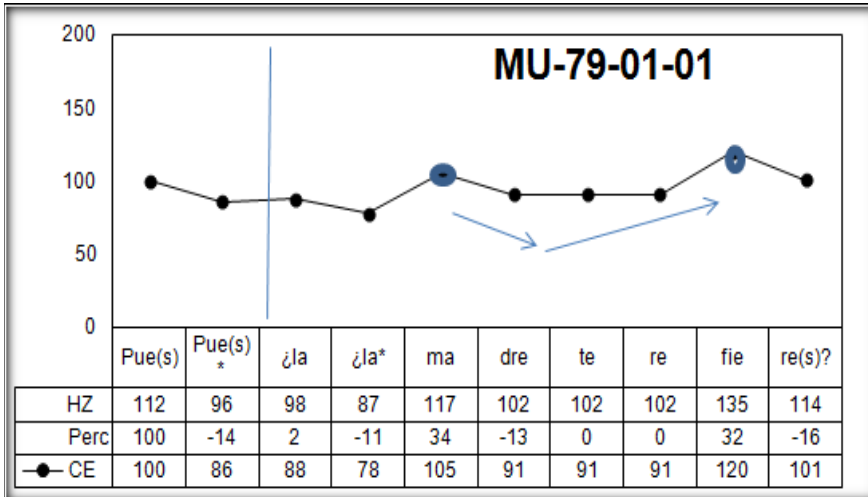 MU-79-01-01
200
150
100
50
0
Pue(s) Pue(s)* ¿la ¿la* ma dre te re fie re(s)?
HZ 112 96 98 87 117 102 102 102 135 114
Perc 100 -14 2 -11 34 -13 0 0 32 -16
CE 100 86 88 78 105 91 91 91 120 101